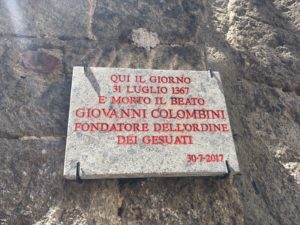 QUI IL GIORNO
31 LUGLIO 1367
E' MORTO IL BEATO
GIOVANNI COLOMBINI
FONDATORE DELL'ORDINE
DEI GESUATI
30-7-2017